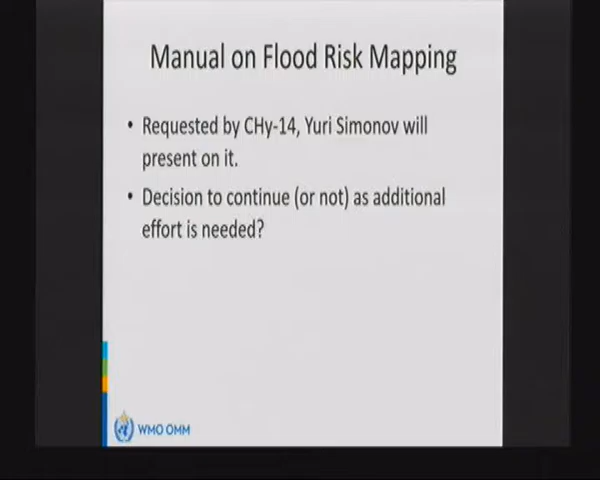 Manual on Flood Risk Mapping
• Requested by CHy-14, Yuri Simonov will
present on it.
• Decision to continue (or not) as additional
effort is needed?
WMO OMM